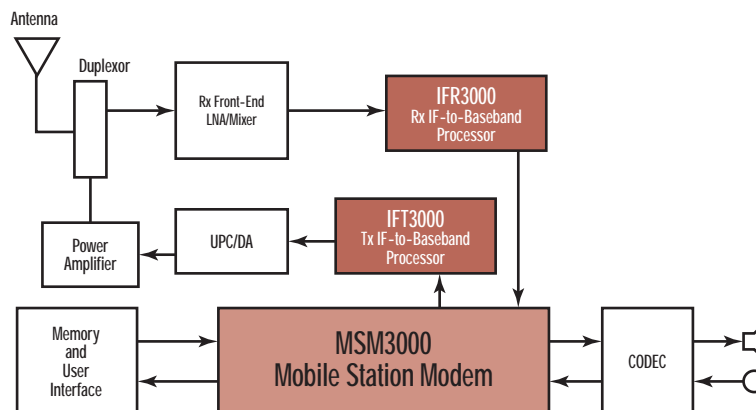 Antenna
Duplexor
Rx Front-End
LNA/Mixer
IFR3000
Rx IF-to-Baseband
Processor
Power
Amplifier
UPC/DA
IFT3000
Tx IF-to-Baseband
Processor
Memory
and
User
Interface
MSM3000
Mobile Station Modem
CODEC